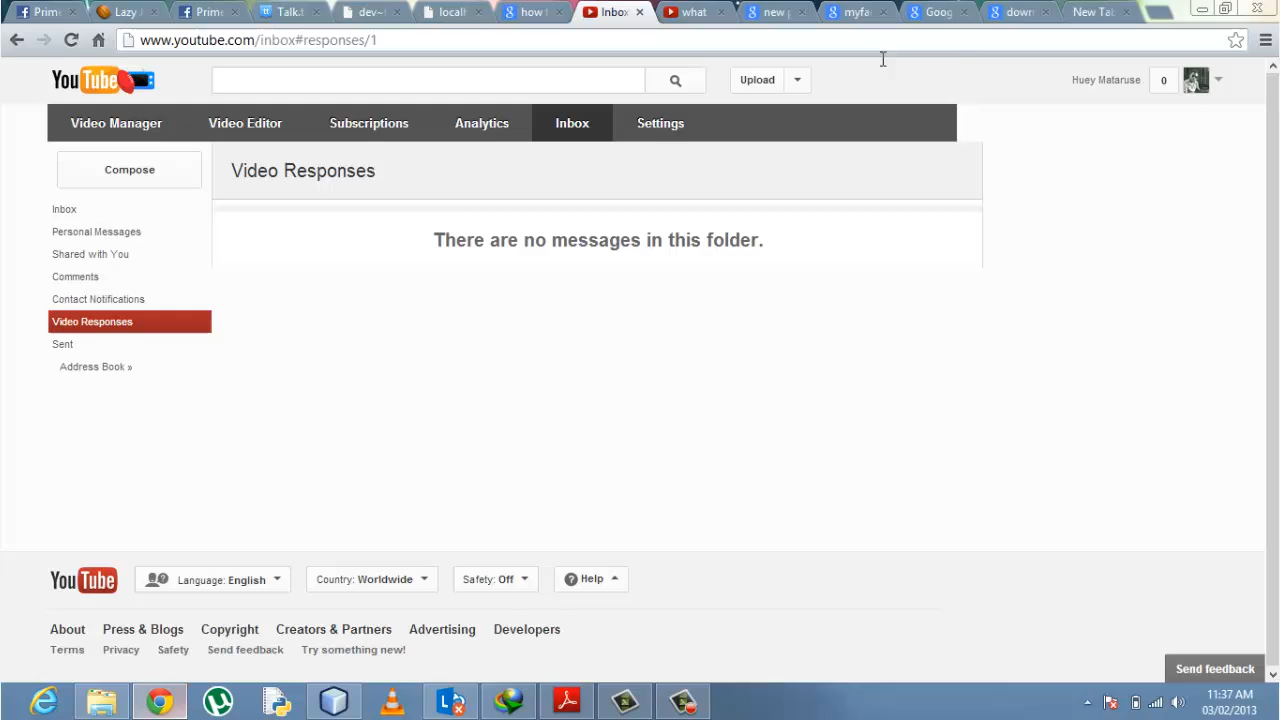 Prime
Lazy
Prime
Talk.t
dev-
local
how
Inbox
what
new
myfa
Goog
down
New Tab
www.youtube.com/inbox#responses/1
YouTube
Upload
Huey Mataruse
0
Video Manager
Video Editor
Subscriptions
Analytics
Inbox
Settings
Compose
Video Responses
Inbox
Personal Messages
Shared with You
Comments
Contact Notifications
Video Responses
Sent
Address Book »
There are no messages in this folder.
YouTube
Language: English
Country: Worldwide
Safety: Off
Help
About
Press & Blogs
Copyright
Creators & Partners
Advertising
Developers
Terms
Privacy
Safety
Send feedback
Try something new!
Send feedback
11:37 AM
03/02/2013